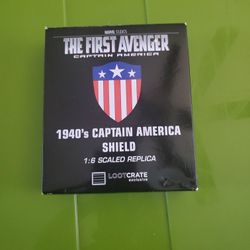 MARVEL STUDIOS
THE FIRST AVENGER
CAPTAIN AMERICA
1940's CAPTAIN AMERICA
SHIELD
1:6 SCALED REPLICA
LOOTCRATE
exclusive